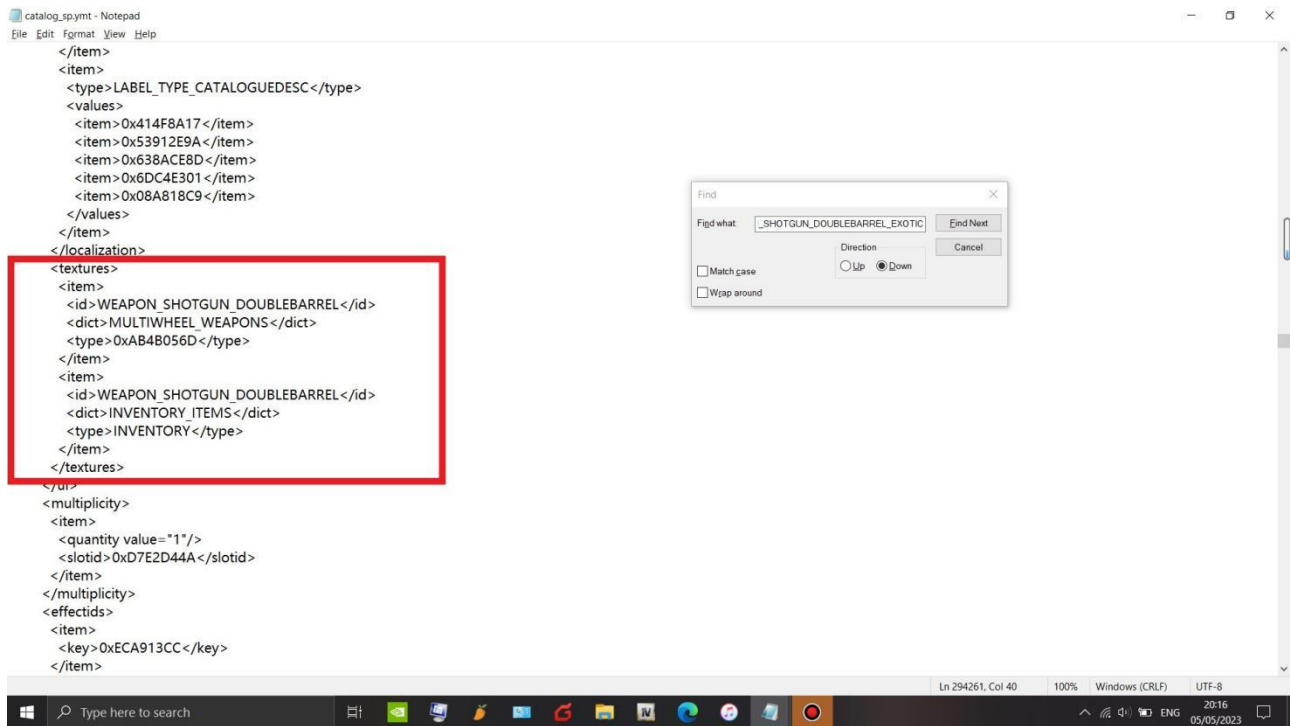 catalog_sp.ymt - Notepad
File Edit Format View Help
</item>
<item>
<type>LABEL_TYPE_CATALOGUEDESC</type>
<values>
<item>0x414F8A17</item>
<item>0x53912E9A</item>
<item>0x638ACE8D</item>
<item>0x6DC4E301</item>
<item>0x08A818C9</item>
</values>
</item>
</localization>
<textures>
<item>
<id>WEAPON_SHOTGUN_DOUBLEBARREL</id>
<dict>MULTIWHEEL_WEAPONS</dict>
<type>0xAB4B056D</type>
</item>
<item>
<id>WEAPON_SHOTGUN_DOUBLEBARREL</id>
<dict>INVENTORY_ITEMS</dict>
<type>INVENTORY</type>
</item>
</textures>
</ui>
<multiplicity>
<item>
<quantity value="1"/>
<slotid>0xD7E2D44A</slotid>
</item>
</multiplicity>
<effectids>
<item>
<key>0xECA913CC</key>
</item>
Find
Find what: _SHOTGUN_DOUBLEBARREL_EXOTIC Find Next
Direction Cancel
Up Down
Match case
Wrap around
Ln 294261, Col 40 100% Windows (CRLF) UTF-8
Type here to search IV ENG 20:16
05/05/2023